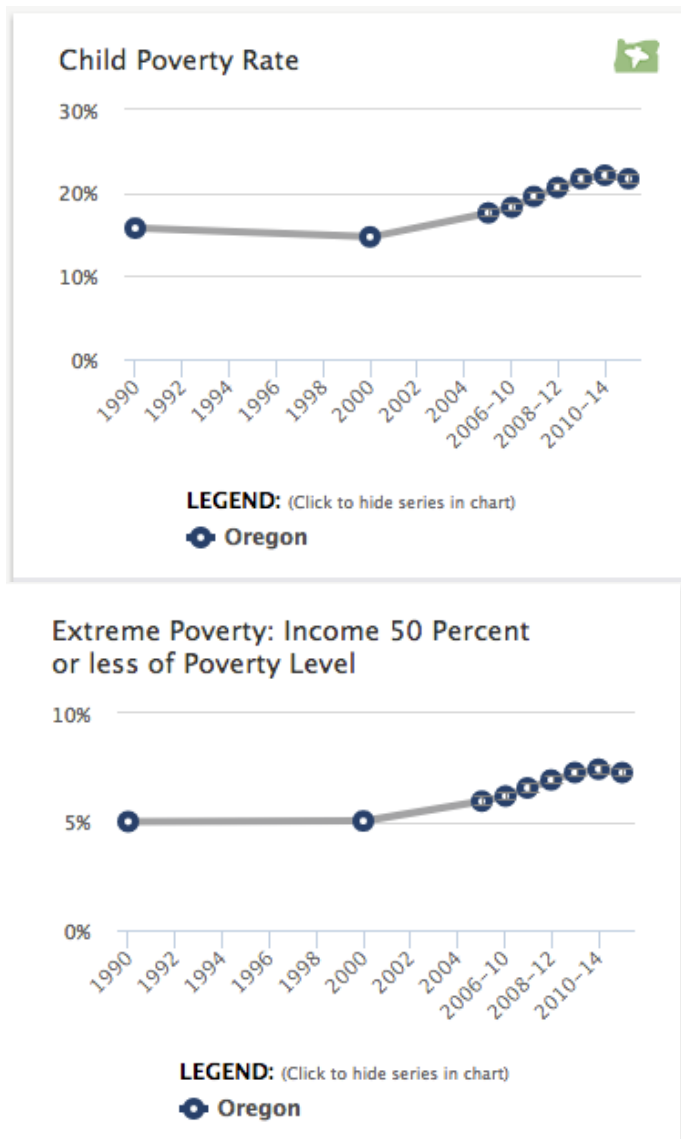 Child Poverty Rate
30%
20%
10%
0%
1990 1992 1994 1996 1998 2000 2002 2004 2006-10 2008-12 2010-14
LEGEND: (Click to hide series in chart)
Oregon
Extreme Poverty: Income 50 Percent
or less of Poverty Level
10%
5%
0%
1990 1992 1994 1996 1998 2000 2002 2004 2006-10 2008-12 2010-14
LEGEND: (Click to hide series in chart)
Oregon